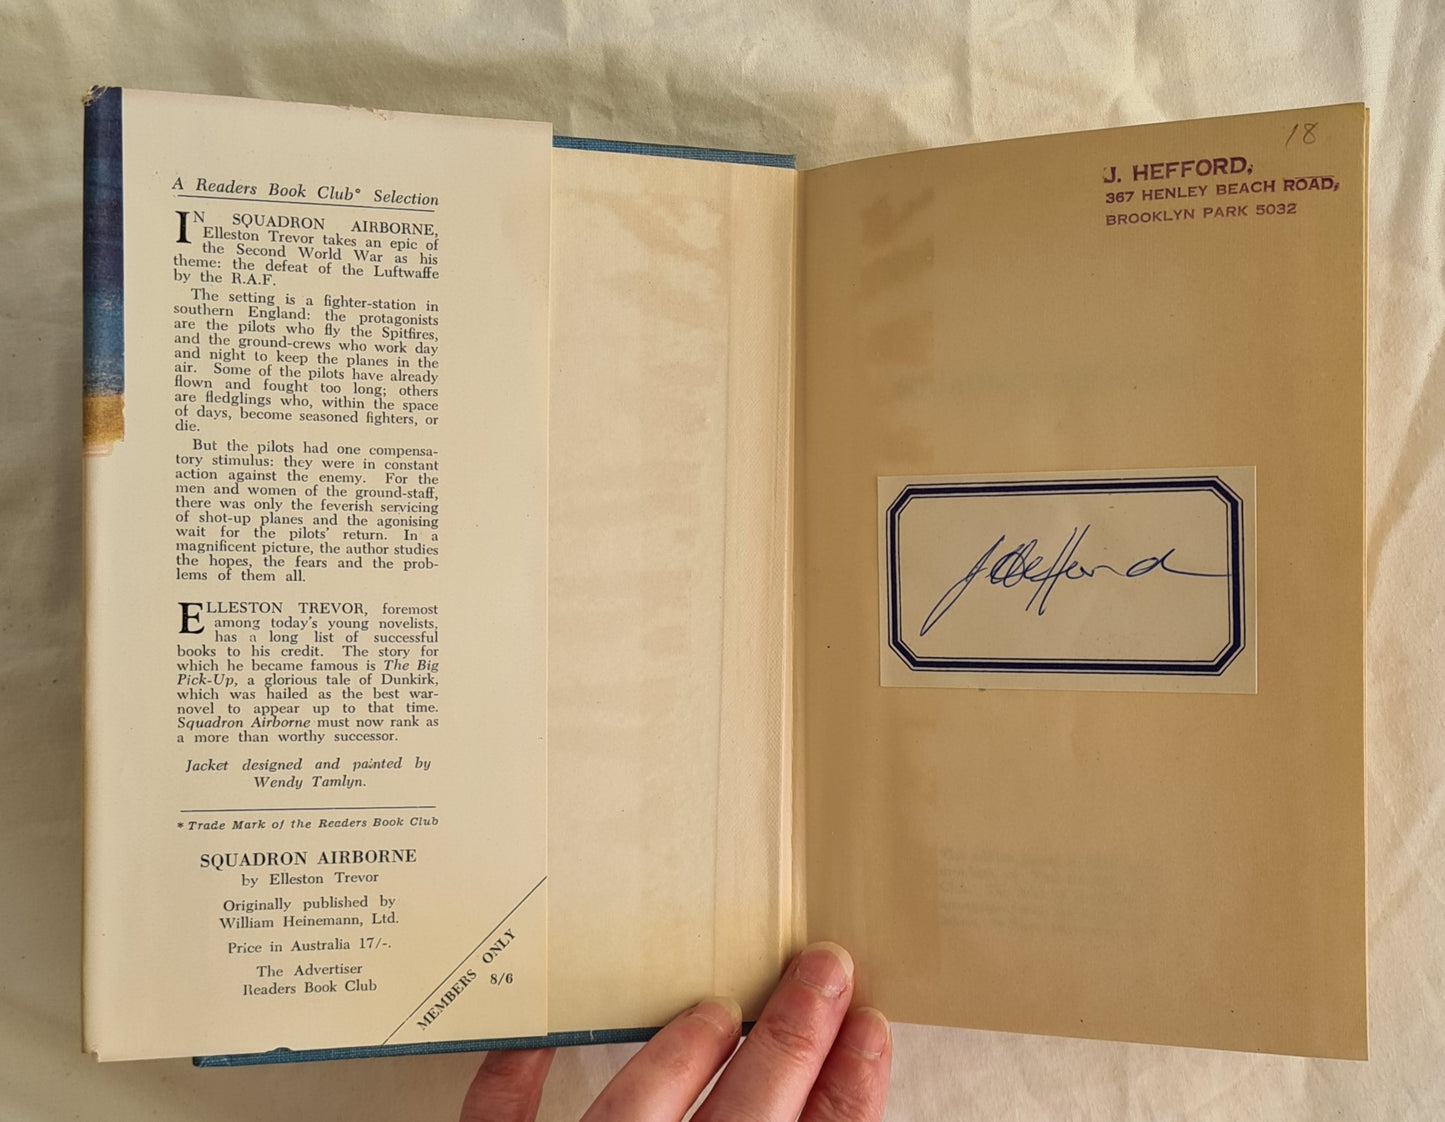 A Readers Book Club* Selection
IN SQUADRON AIRBORNE,
Elleston Trevor takes an epic of
the Second World War as his
theme: the defeat of the Luftwaffe
by the R.A.F.
The setting is a fighter-station in
southern England: the protagonists
are the pilots who fly the Spitfires,
and the ground-crews who work day
and night to keep the planes in the
air. Some of the pilots have already
flown and fought too long; others
are fledglings who, within the space
of days, become seasoned fighters, or
die.
But the pilots had one compensa-
tory stimulus: they were in constant
action against the enemy. For the
men and women of the ground-staff,
there was only the feverish servicing
of shot-up planes and the agonising
wait for the pilots' return. In a
magnificent picture, the author studies
the hopes, the fears and the prob-
lems of them all.
ELLESTON TREVOR, foremost
among today's young novelists,
has a long list of successful
books to his credit. The story for
which he became famous is The Big
Pick-Up, a glorious tale of Dunkirk,
which was hailed as the best war-
novel to appear up to that time.
Squadron Airborne must now rank as
a more than worthy successor.
Jacket designed and painted by
Wendy Tamlyn.
* Trade Mark of the Readers Book Club
SQUADRON AIRBORNE
by Elleston Trevor
Originally published by
William Heinemann, Ltd.
Price in Australia 17/-.
The Advertiser
Readers Book Club
MEMBERS ONLY
8/6
18
J. HEFFORD,
367 HENLEY BEACH ROAD,
BROOKLYN PARK 5032